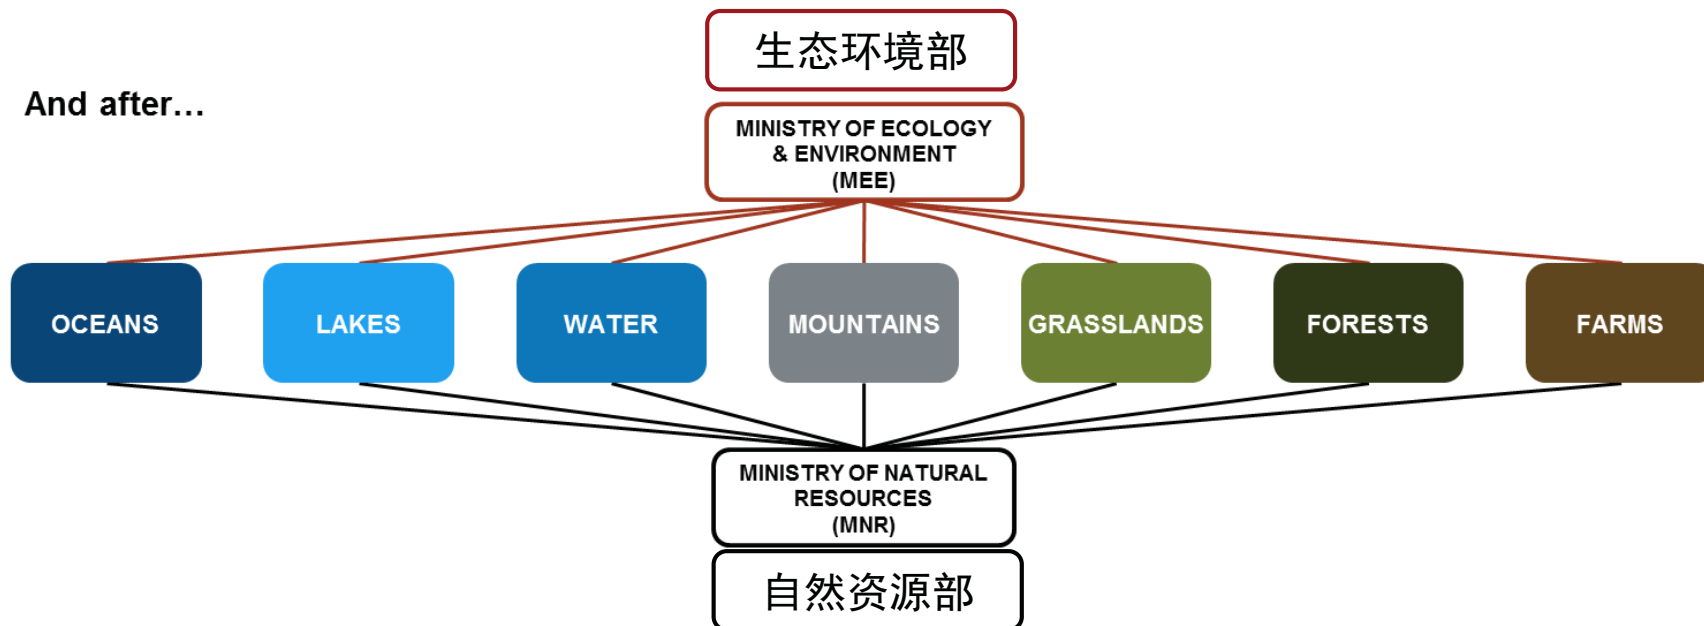 生态环境部
And after...
MINISTRY OF ECOLOGY
& ENVIRONMENT
(MEE)
OCEANS
LAKES
WATER
MOUNTAINS
GRASSLANDS
FORESTS
FARMS
MINISTRY OF NATURAL
RESOURCES
(MNR)
自然资源部